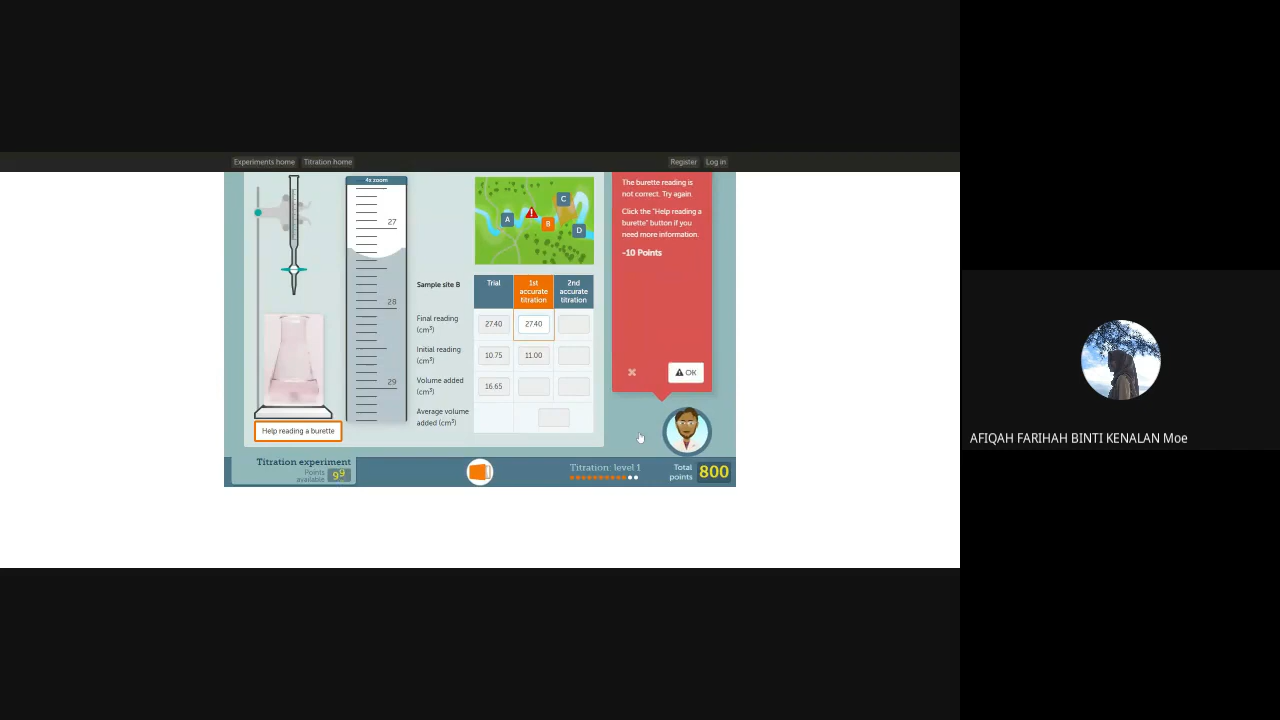 Experiments home
Titration home
Register
Log in
4x zoom
27
28
29
A
B
C
D
!
The burette reading is
not correct. Try again
Click the "Help reading a
burette" button if you
need more information.
-10 Points
OK
Sample site B
Trial
1st
accurate
titration
2nd
accurate
titration
Final reading
(cm³)
27.40
27.40
Initial reading
(cm³)
10.75
11.00
Volume added
(cm³)
16.65
Average volume
added (cm³)
Help reading a burette
Titration experiment
Points
available
99
Titration: level 1
Total
points
800
AFIQAH FARIHAH BINTI KENALAN Moe